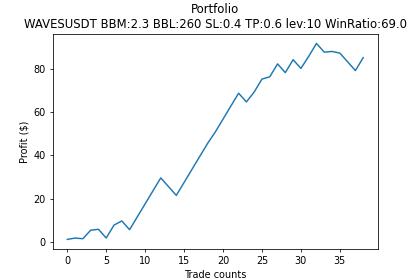 Portfolio
WAVESUSDT BBM:2.3 BBL:260 SL:0.4 TP:0.6 lev:10 WinRatio:69.0
80
60
40
20
0
Profit ($)
0 5 10 15 20 25 30 35
Trade counts